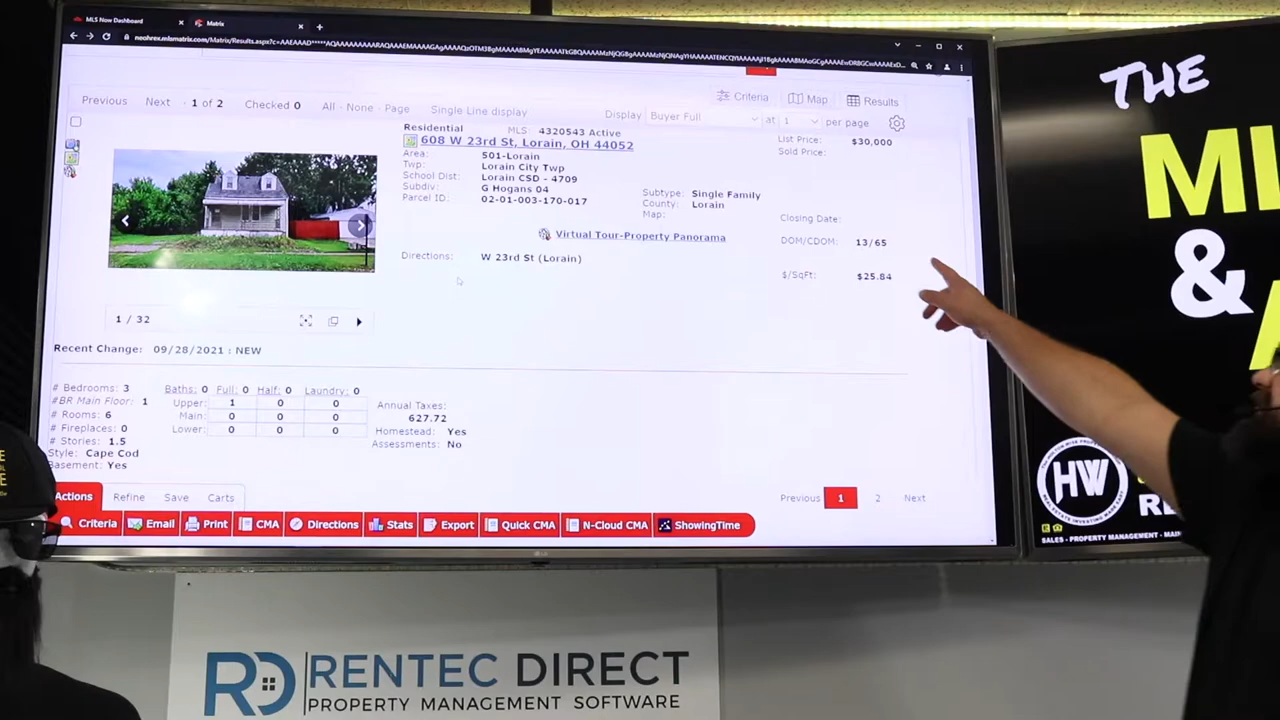 MLS Now Dashboard
Matrix
Previous Next · 1 of 2 Checked 0 All · None · Page Single Line display
Criteria Map Results
Display Buyer Full at 1 per page
Residential MLS: 4320543 Active
608 W 23rd St, Lorain, OH 44052
Area: 501-Lorain
Twp: Lorain City Twp
School Dist: Lorain CSD - 4709
Subdiv: G Hogans 04
Parcel ID: 02-01-003-170-017
Subtype: Single Family
County: Lorain
Map:
List Price: $30,000
Sold Price:
Closing Date:
DOM/CDOM: 13/65
$/SqFt: $25.84
Virtual Tour-Property Panorama
Directions: W 23rd St (Lorain)
1 / 32
Recent Change: 09/28/2021 : NEW
# Bedrooms: 3
#BR Main Floor: 1
# Rooms: 6
# Fireplaces: 0
# Stories: 1.5
Style: Cape Cod
Basement: Yes
Baths: 0 Full: 0 Half: 0 Laundry: 0
Upper: 1 0 0
Main: 0 0 0
Lower: 0 0 0
Annual Taxes:
627.72
Homestead: Yes
Assessments: No
Actions Refine Save Carts
Previous 1 2 Next
Criteria Email Print CMA Directions Stats Export Quick CMA N-Cloud CMA ShowingTime
THE
&
HW
SALES - PROPERTY MANAGEMENT
RD RENTEC DIRECT
PROPERTY MANAGEMENT SOFTWARE